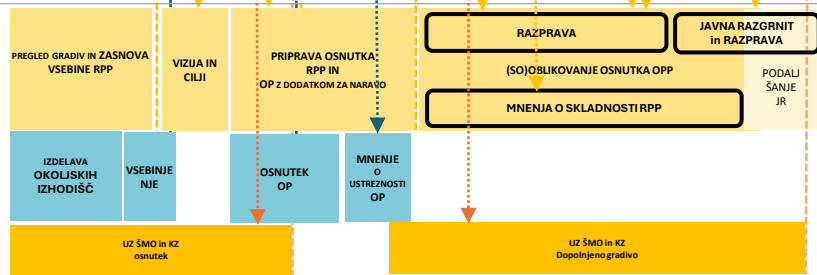 PREGLED GRADIV IN ZASNOVA
VSEBINE RPP
VIZIJA IN
CILJI
PRIPRAVA OSNUTKA
RPP IN
OP Z DODATKOM ZA NARAVO
RAZPRAVA
JAVNA RAZGRNIT
in RAZPRAVA
(SO)OBLIKOVANJE OSNUTKA OPP
MNENJA O SKLADNOSTI RPP
PODALJ
ŠANJE
JR
IZDELAVA
OKOLJSKIH
IZHODIŠČ
VSEBINJE
NJE
OSNUTEK
OP
MNENJE
O
USTREZNOSTI
OP
UZ ŠMO in KZ
osnutek
UZ ŠMO in KZ
Dopolnjeno gradivo